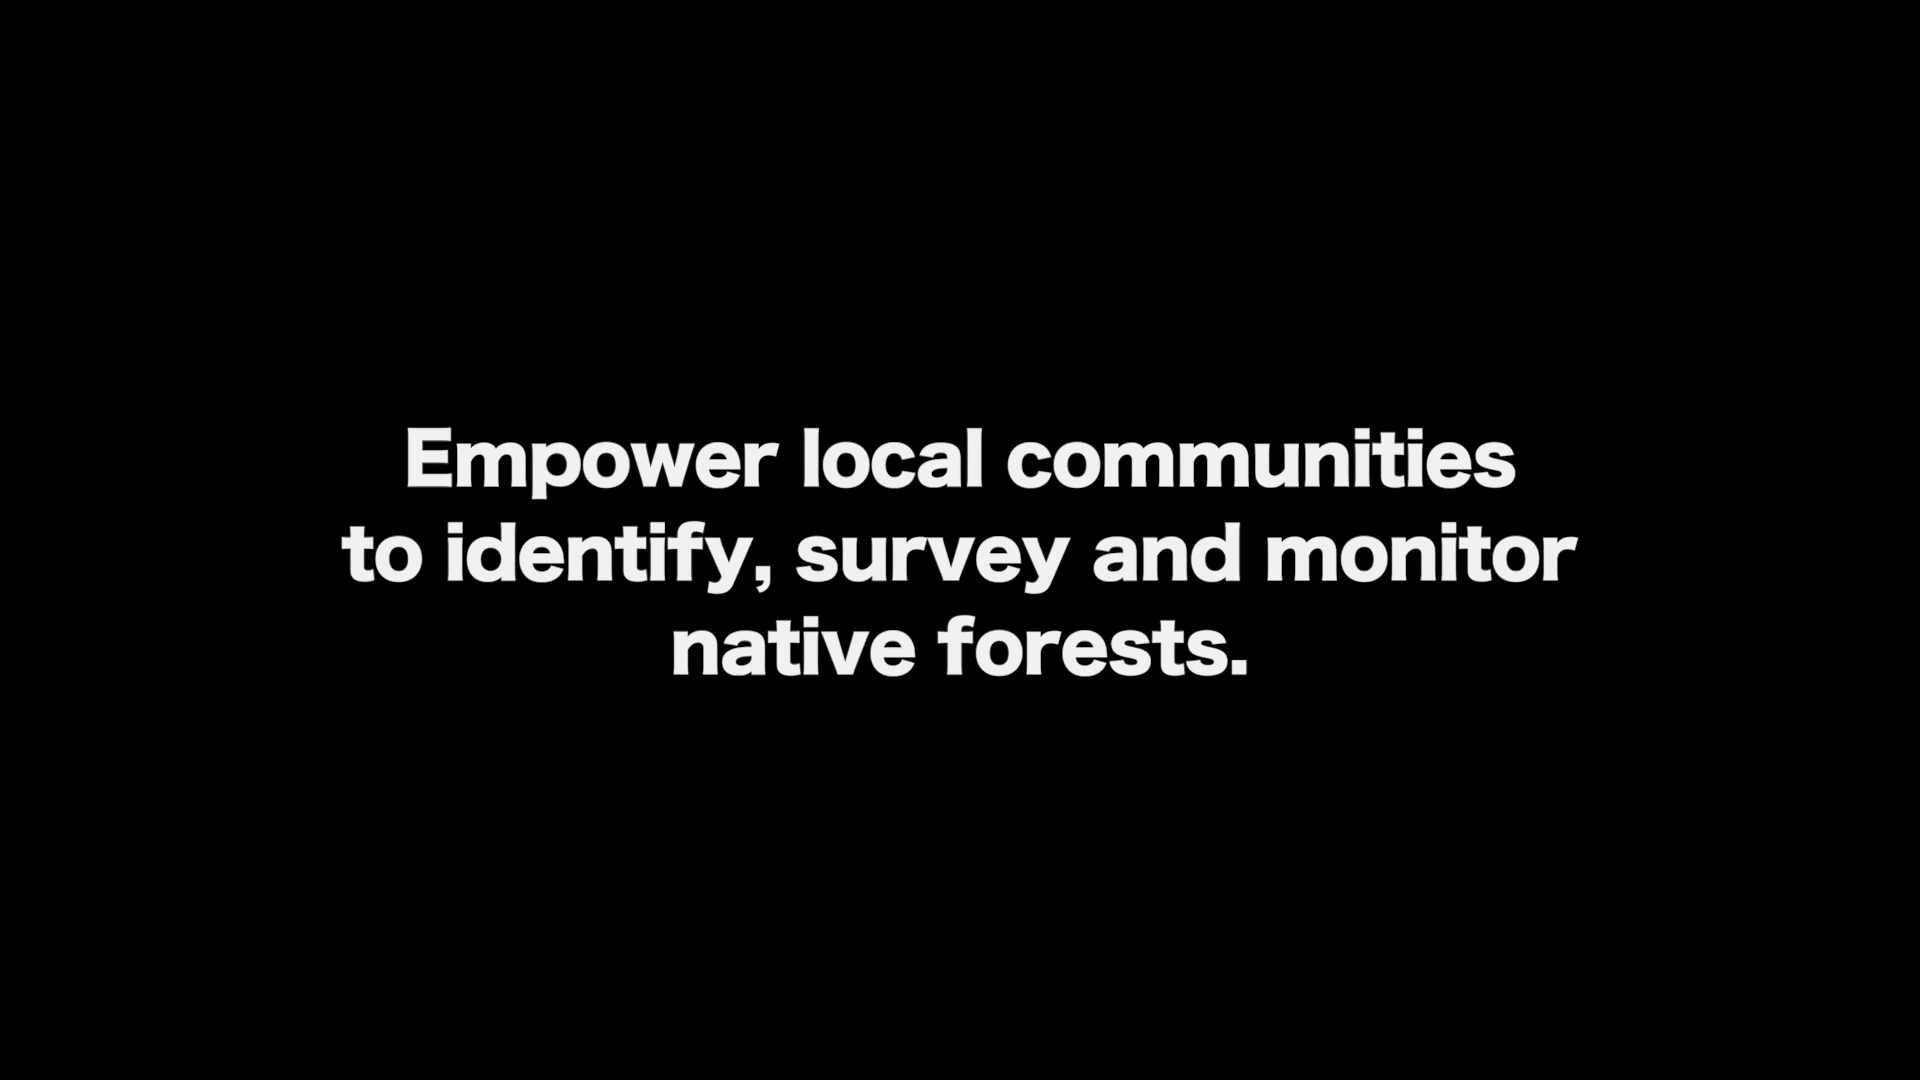 Empower local communities
to identify, survey and monitor
native forests.